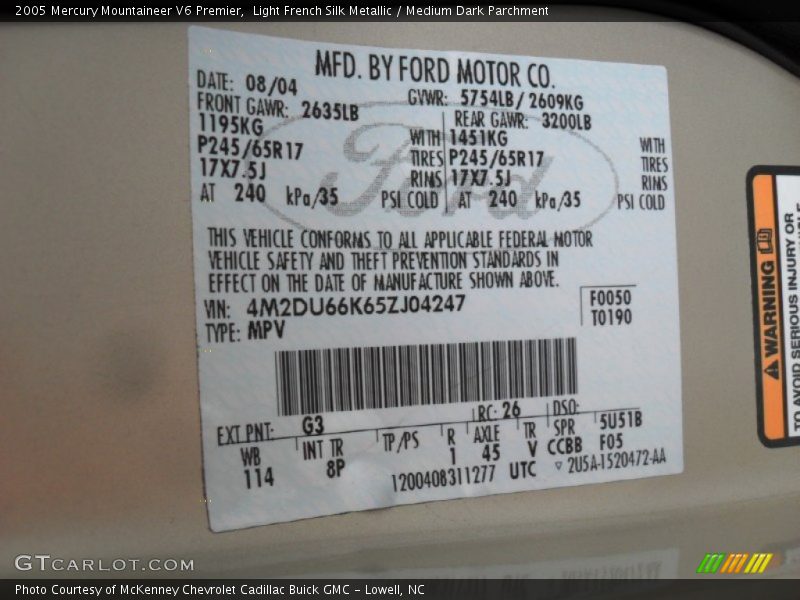 2005 Mercury Mountaineer V6 Premier, Light French Silk Metallic / Medium Dark Parchment
MFD. BY FORD MOTOR CO.
DATE: 08/04 GVWR: 5754LB/ 2609KG
FRONT GAWR: 2635LB REAR GAWR: 3200LB
1195KG WITH 1451KG WITH
P245/65R17 TIRES P245/65R17 TIRES
17X7.5J RIMS 17X7.5J RIMS
AT 240 kPa/35 PSI COLD AT 240 kPa/35 PSI COLD
Ford
THIS VEHICLE CONFORMS TO ALL APPLICABLE FEDERAL MOTOR
VEHICLE SAFETY AND THEFT PREVENTION STANDARDS IN
EFFECT ON THE DATE OF MANUFACTURE SHOWN ABOVE.
VIN: 4M2DU66K65ZJ04247 F0050
TYPE: MPV T0190
EXT PNT: G3 RC: 26 DSO:
WB INT TR TP/PS R AXLE TR SPR 5U51B
114 8P 1 45 V CCBB F05
1200408311277 UTC 2U5A-1520472-AA
WARNING
TO AVOID SERIOUS INJURY OR
GTCARLOT.COM
Photo Courtesy of McKenney Chevrolet Cadillac Buick GMC - Lowell, NC